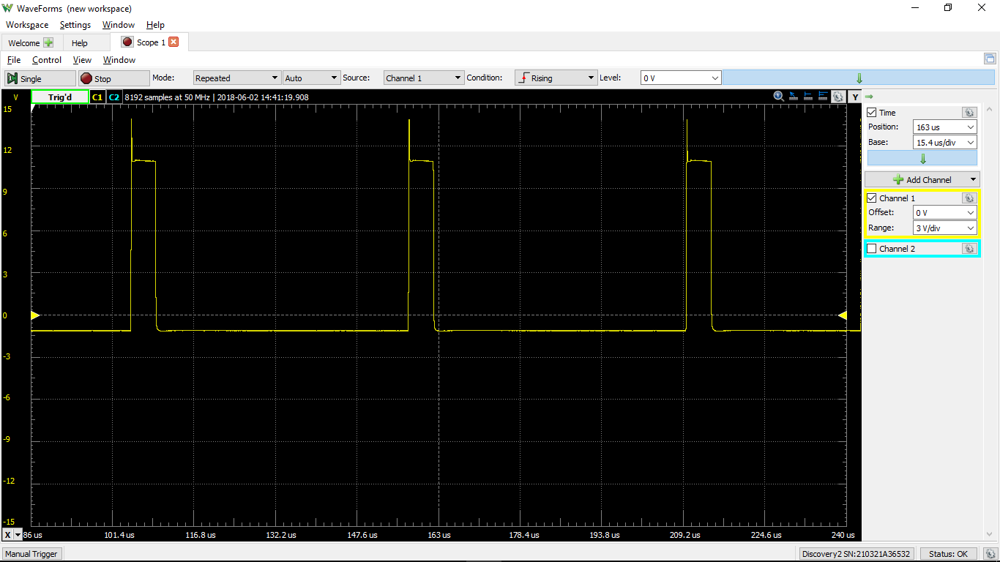 WaveForms (new workspace)
Workspace Settings Window Help
Welcome Help Scope 1
File Control View Window
Single Stop Mode: Repeated Auto Source: Channel 1 Condition: Rising Level: 0 V
V Trig'd C1 C2 8192 samples at 50 MHz | 2018-06-02 14:41:19.908 Y
15
12
9
6
3
0
-3
-6
-9
-12
-15
X 86 us 101.4 us 116.8 us 132.2 us 147.6 us 163 us 178.4 us 193.8 us 209.2 us 224.6 us 240 us
Time
Position: 163 us
Base: 15.4 us/div
Add Channel
Channel 1
Offset: 0 V
Range: 3 V/div
Channel 2
Manual Trigger Discovery2 SN:210321A36532 Status: OK